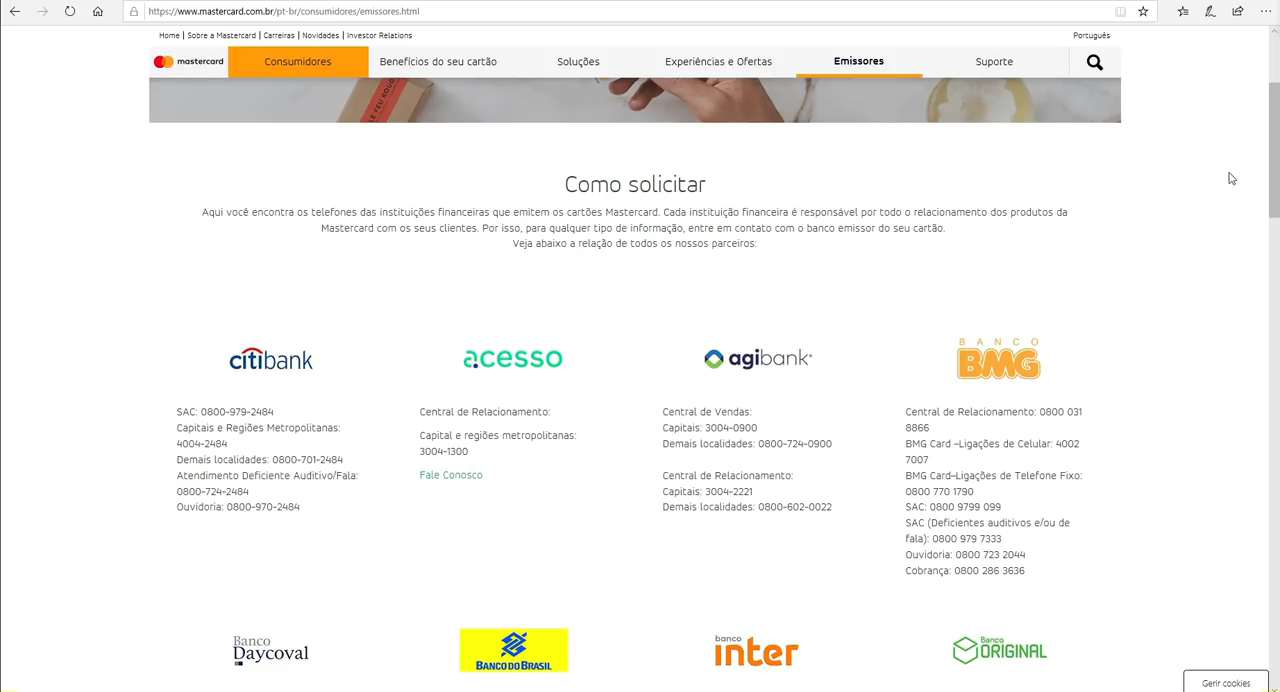 https://www.mastercard.com.br/pt-br/consumidores/emissores.html
Home | Sobre a Mastercard | Carreiras | Novidades | Investor Relations
Português
mastercard
Consumidores
Benefícios do seu cartão
Soluções
Experiências e Ofertas
Emissores
Suporte
LE FEU ROUG
Como solicitar
Aqui você encontra os telefones das instituições financeiras que emitem os cartões Mastercard. Cada instituição financeira é responsável por todo o relacionamento dos produtos da
Mastercard com os seus clientes. Por isso, para qualquer tipo de informação, entre em contato com o banco emissor do seu cartão.
Veja abaixo a relação de todos os nossos parceiros:
citibank
SAC: 0800-979-2484
Capitais e Regiões Metropolitanas:
4004-2484
Demais localidades: 0800-701-2484
Atendimento Deficiente Auditivo/Fala:
0800-724-2484
Ouvidoria: 0800-970-2484
acesso
Central de Relacionamento:
Capital e regiões metropolitanas:
3004-1300
Fale Conosco
agibank
Central de Vendas:
Capitais: 3004-0900
Demais localidades: 0800-724-0900
Central de Relacionamento:
Capitais: 3004-2221
Demais localidades: 0800-602-0022
BANCO
BMG
Central de Relacionamento: 0800 031
8866
BMG Card –Ligações de Celular: 4002
7007
BMG Card-Ligações de Telefone Fixo:
0800 770 1790
SAC: 0800 9799 099
SAC (Deficientes auditivos e/ou de
fala): 0800 979 7333
Ouvidoria: 0800 723 2044
Cobrança: 0800 286 3636
Banco
Daycoval
BANCO DO BRASIL
banco
inter
Banco
ORIGINAL
Gerir cookies